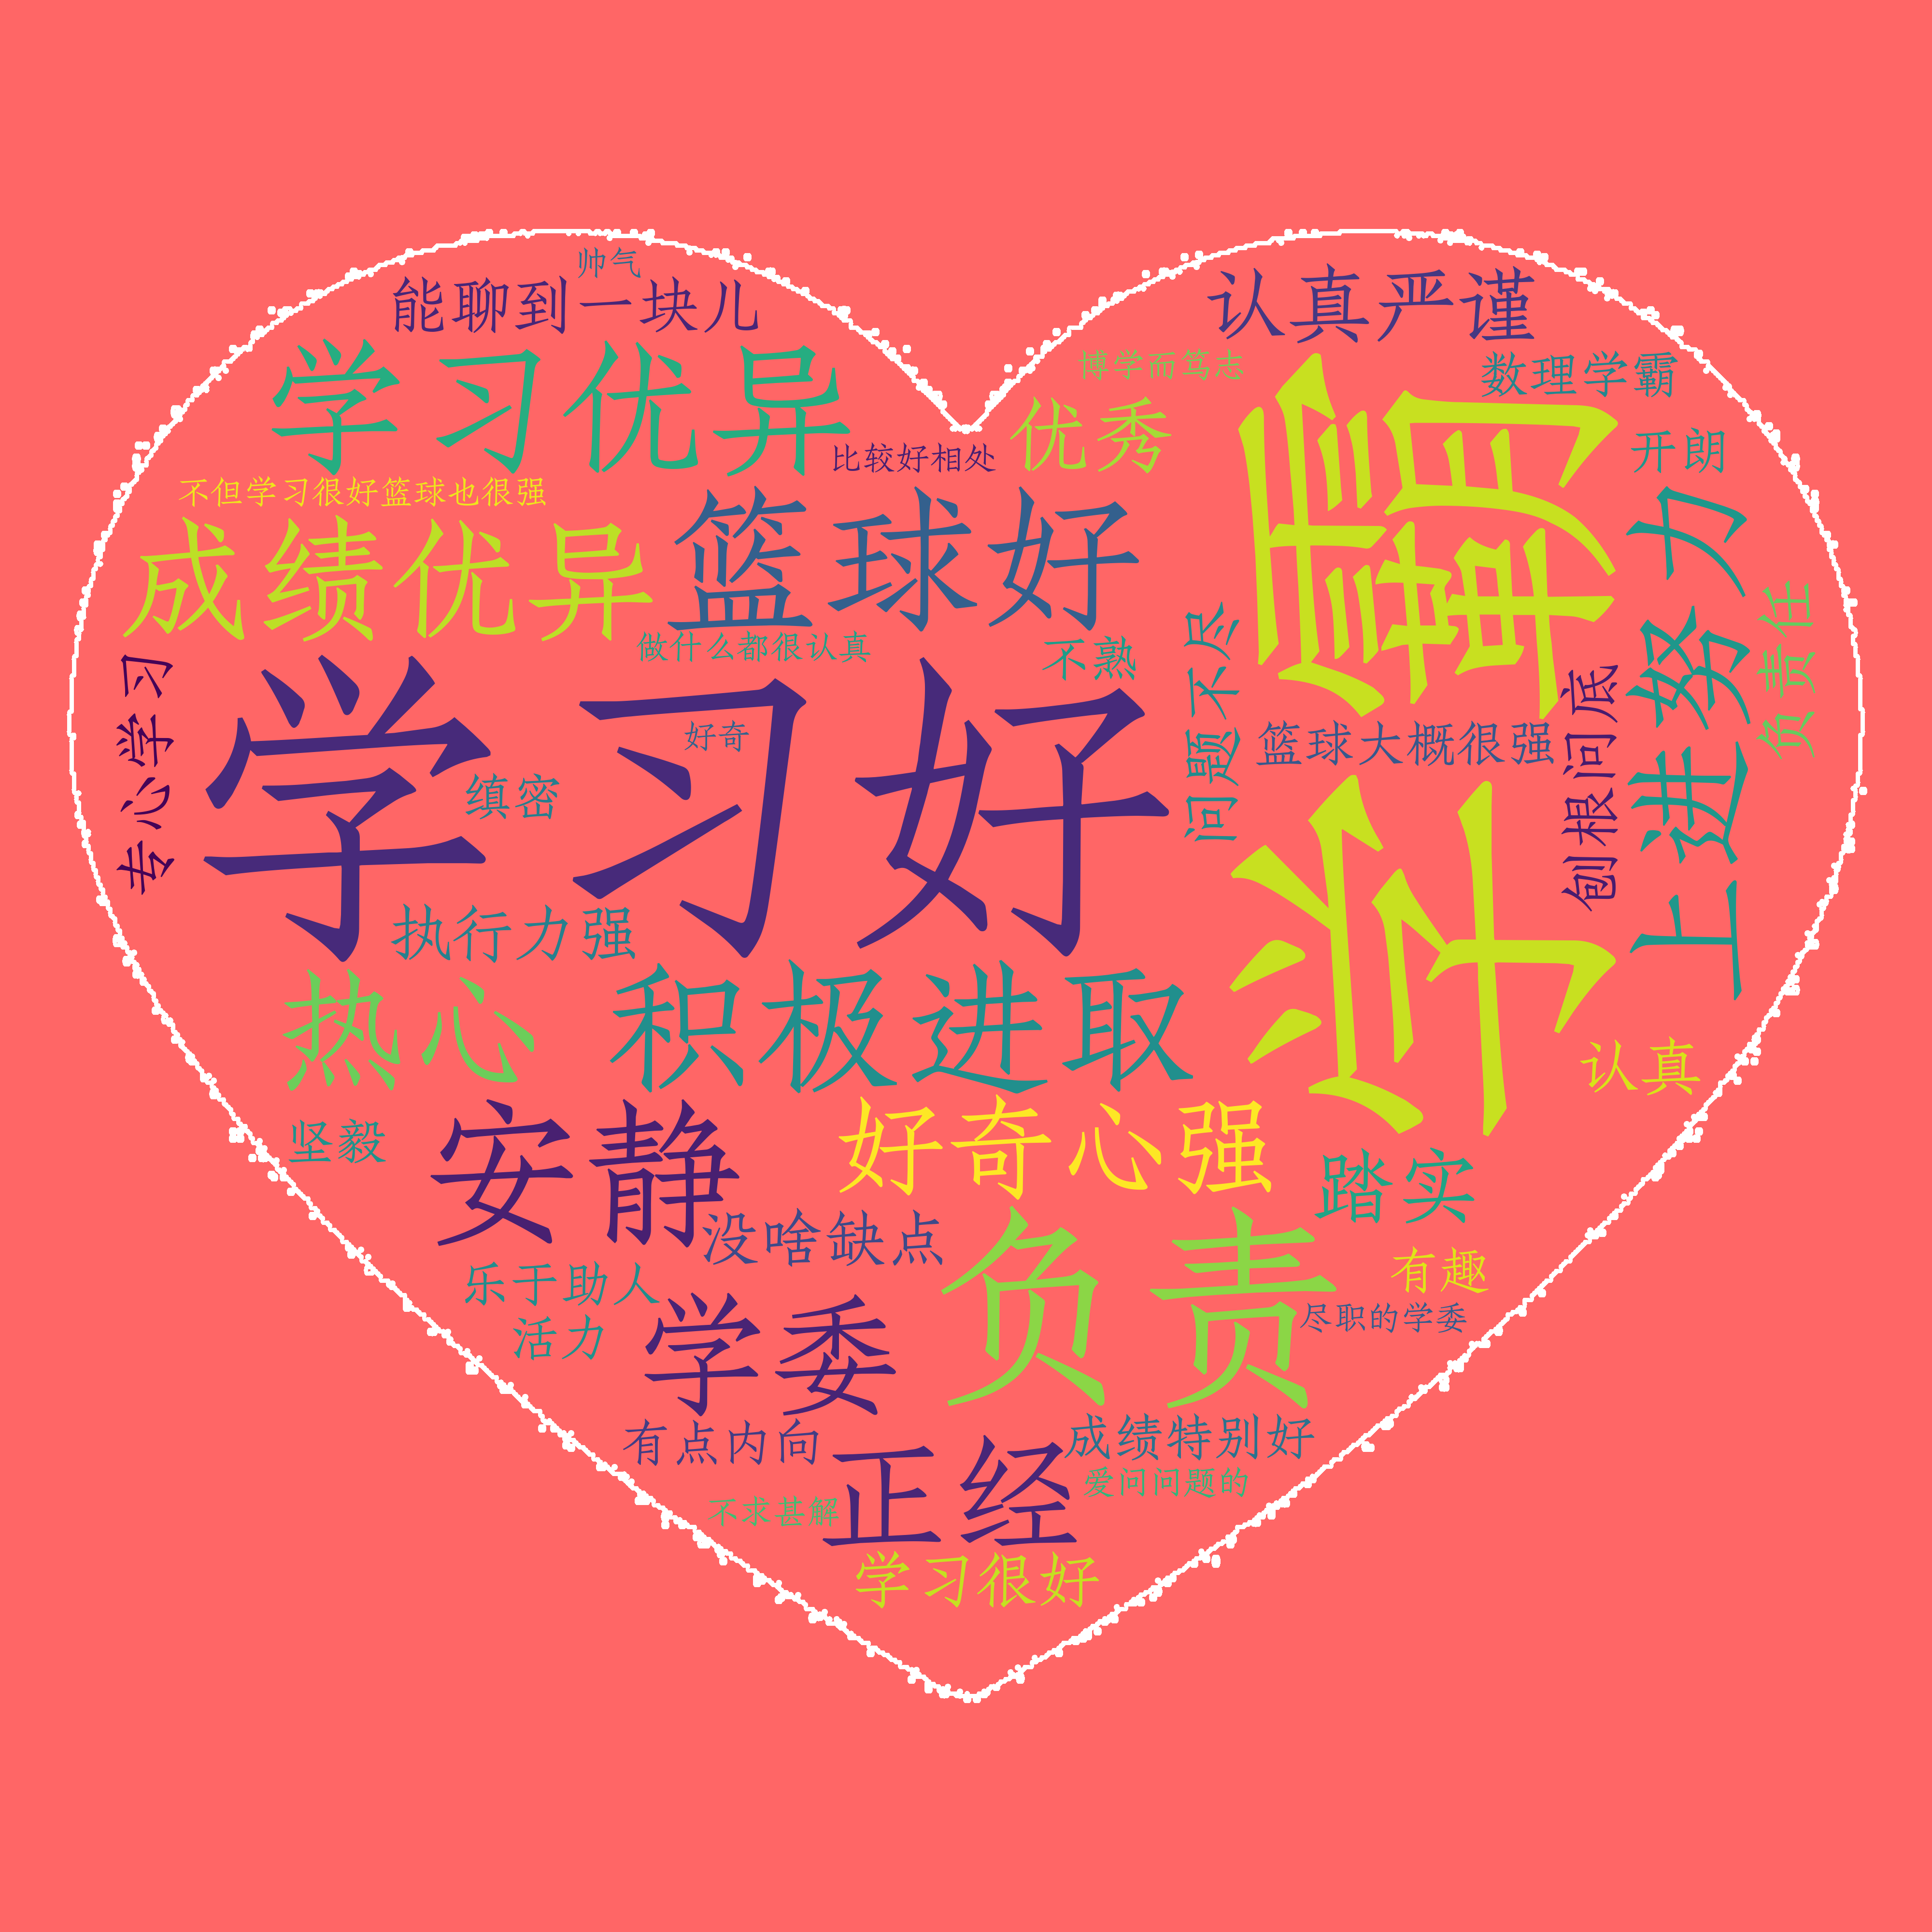 帅气
能聊到一块儿
认真严谨
学习优异
博学而笃志
数理学霸
优秀
学霸
开朗
比较好相处
不但学习很好篮球也很强
篮球好
成绩优异
上进努力
负责任
问题大兵
做什么都很认真
不熟
专心学习
学习好
刨根问底
好奇
篮球大概很强
缜密
执行力强
热心
积极进取
认真
好奇心强
安静
坚毅
踏实
没啥缺点
负责
有趣
乐于助人
学委
尽职的学委
活力
成绩特别好
有点内向
正经
爱问问题的
不求甚解
学习很好